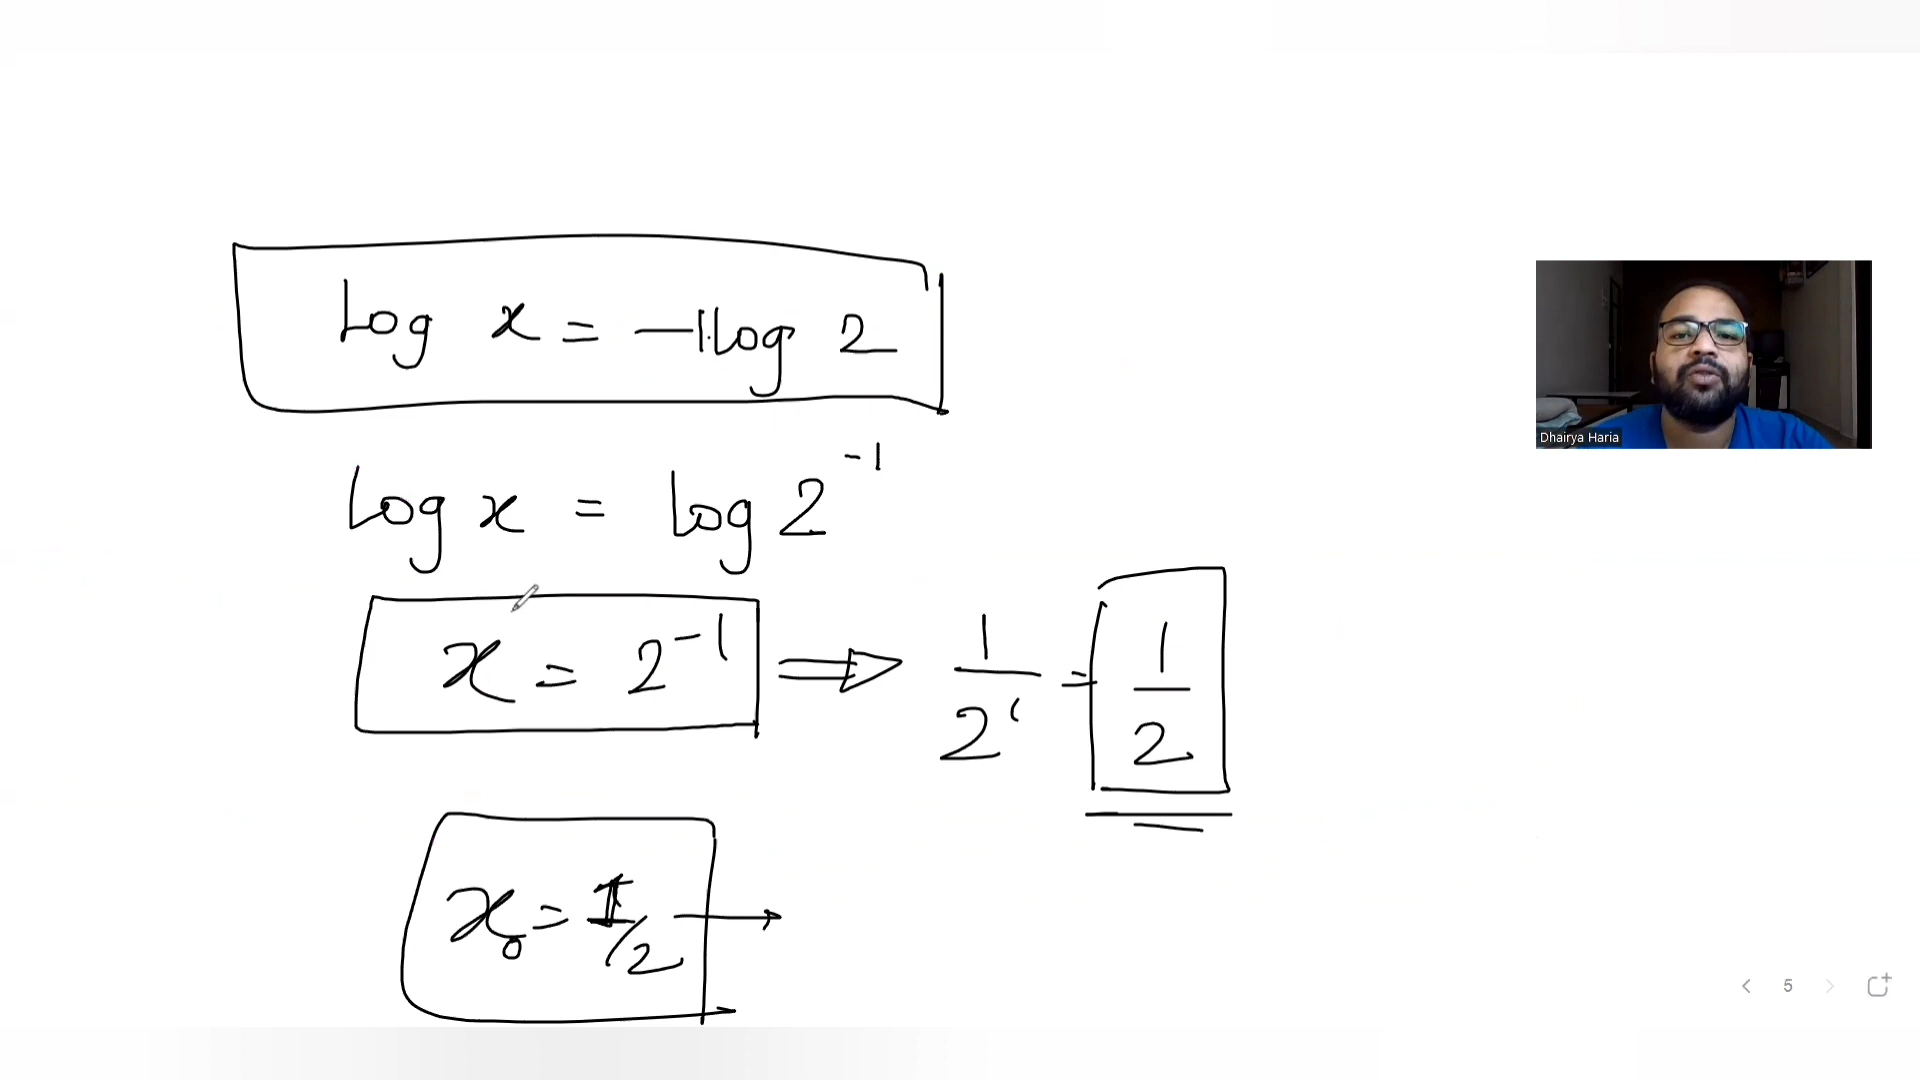 log x = -1·log 2
log x = log 2⁻¹
x = 2⁻¹ ⇒ 1/2¹ = 1/2
x₀ = 1/2 →
Dhairya Haria
< 5 >